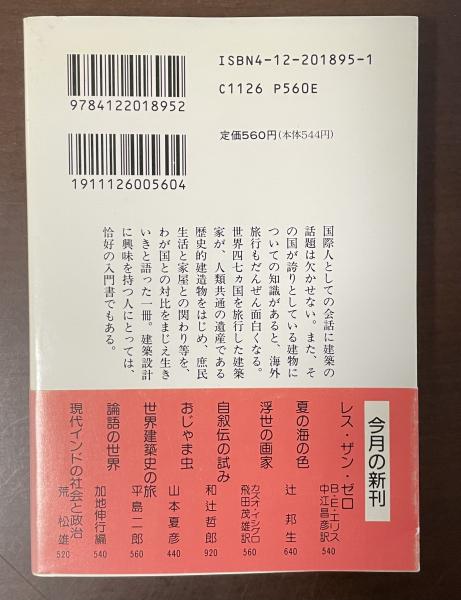 ISBN4-12-201895-1
C1126 P560E
定価560円(本体544円)
9784122018952
1911126005604
国際人としての会話に建築の
話題は欠かせない。また、そ
の国が誇りとしている建物に
ついての知識があると、海外
旅行もだんぜん面白くなる。
世界四七ヵ国を旅行した建築
家が、人類共通の遺産である
歴史的建造物をはじめ、庶民
生活と家屋との関わり等を、
わが国との対比をまじえ生き
いきと語った一冊。建築設計
に興味を持つ人にとっては、
恰好の入門書でもある。
今月の新刊
レス・ザン・ゼロ
B・E・エリス
中江昌彦訳
540
夏の海の色
辻 邦生
640
浮世の画家
カズオ・イシグロ
飛田茂雄訳
560
自叙伝の試み
和辻哲郎
920
おじゃま虫
山本夏彦
440
世界建築史の旅
平島二郎
560
論語の世界
加地伸行編
540
現代インドの社会と政治
荒 松雄
520